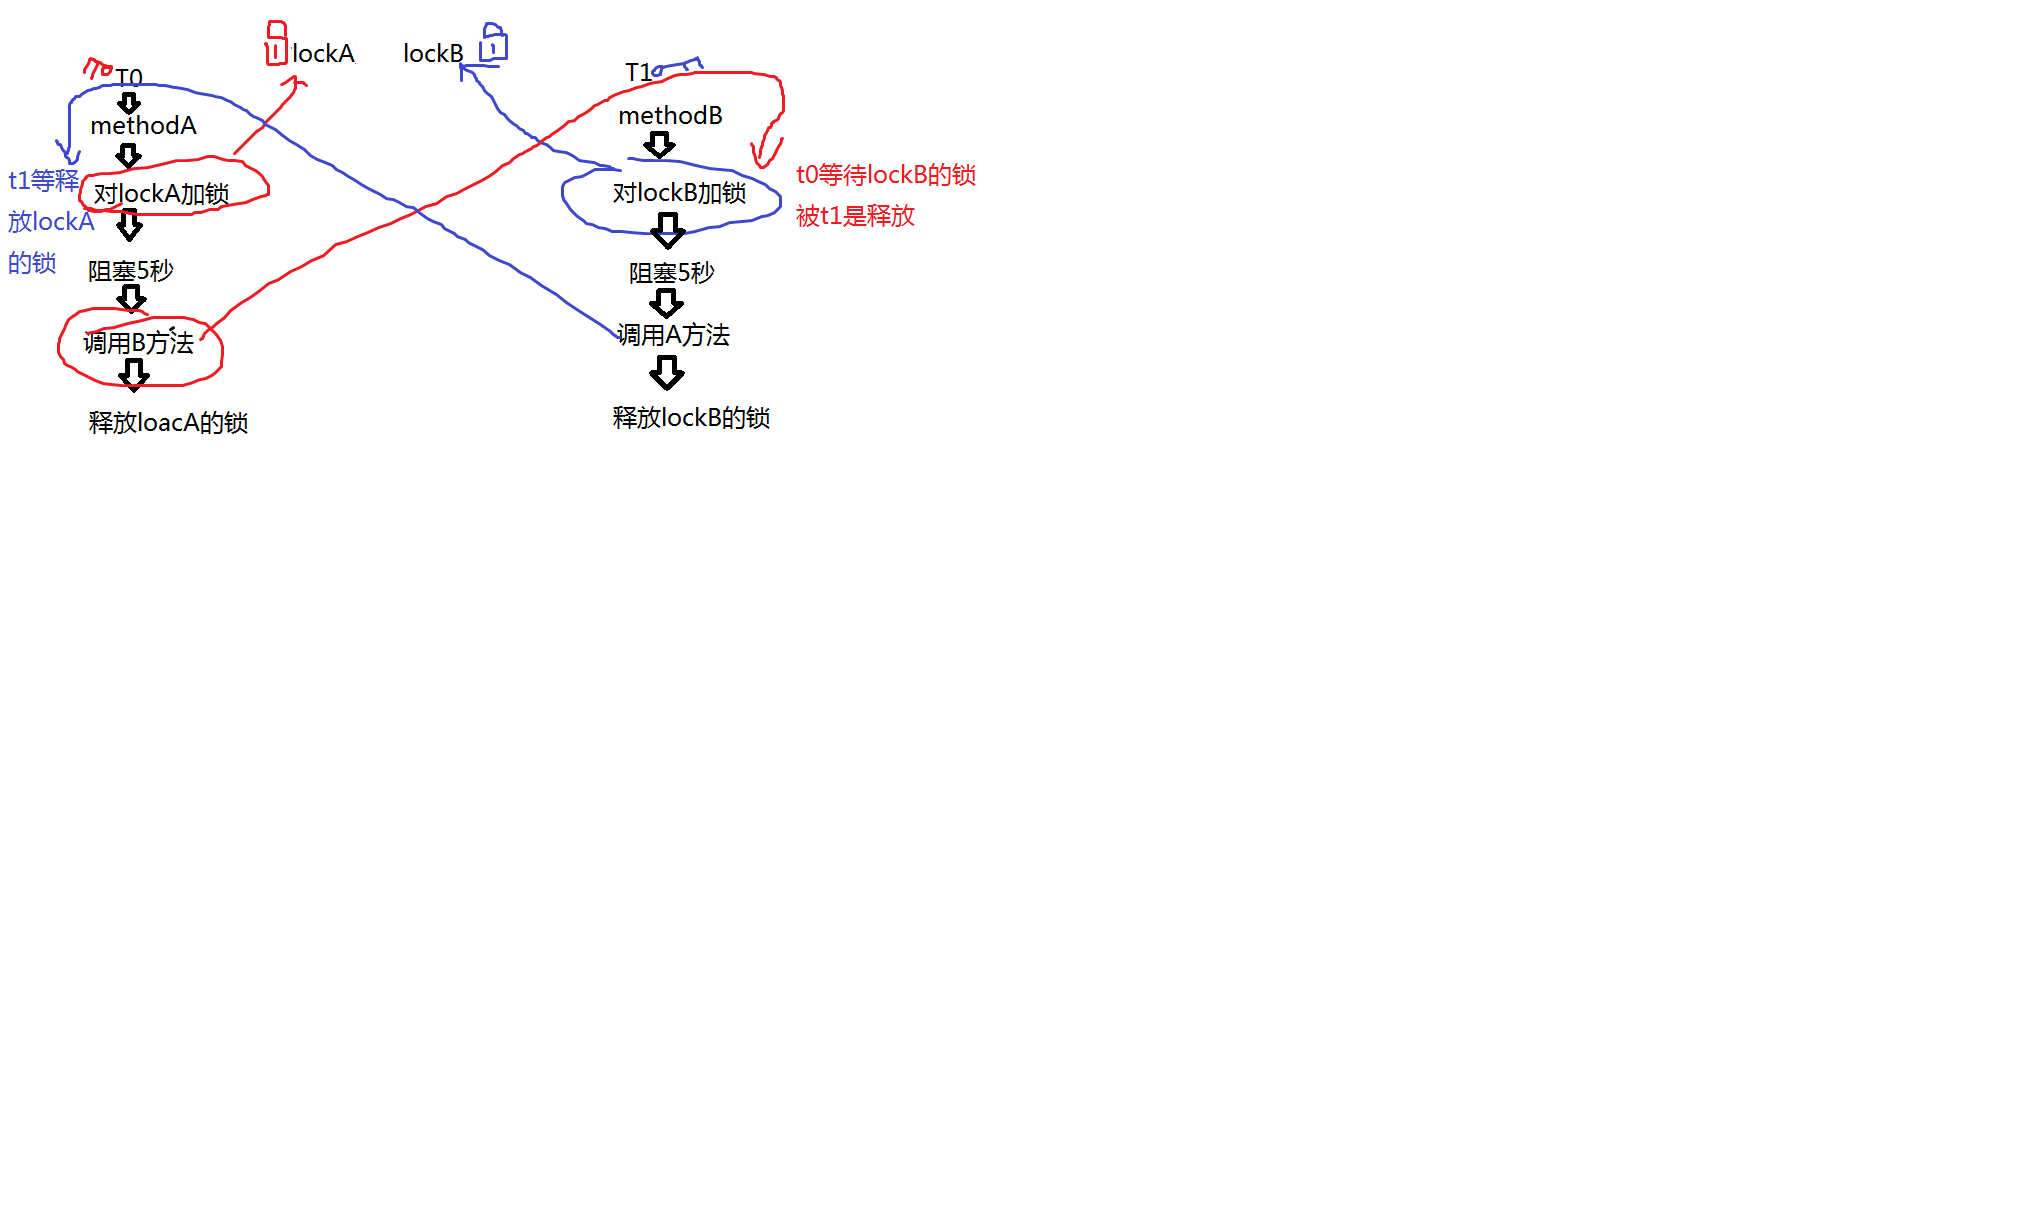 lockA
lockB
T0
methodA
对lockA加锁
阻塞5秒
调用B方法
释放loacA的锁
t1等释
放lockA
的锁
T1
methodB
对lockB加锁
阻塞5秒
调用A方法
释放lockB的锁
t0等待lockB的锁
被t1是释放